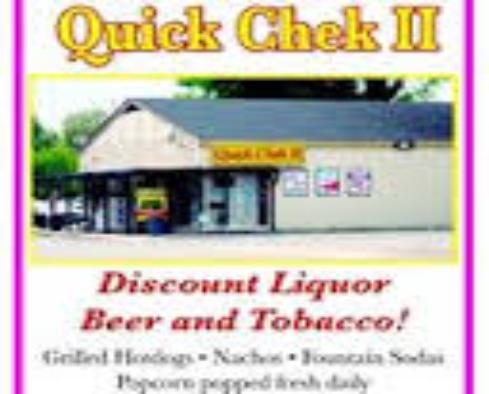 Quick Chek II
Quick Chek II
Discount Liquor
Beer and Tobacco!
Grilled Hotdogs • Nachos • Fountain Sodas
Popcorn popped fresh daily